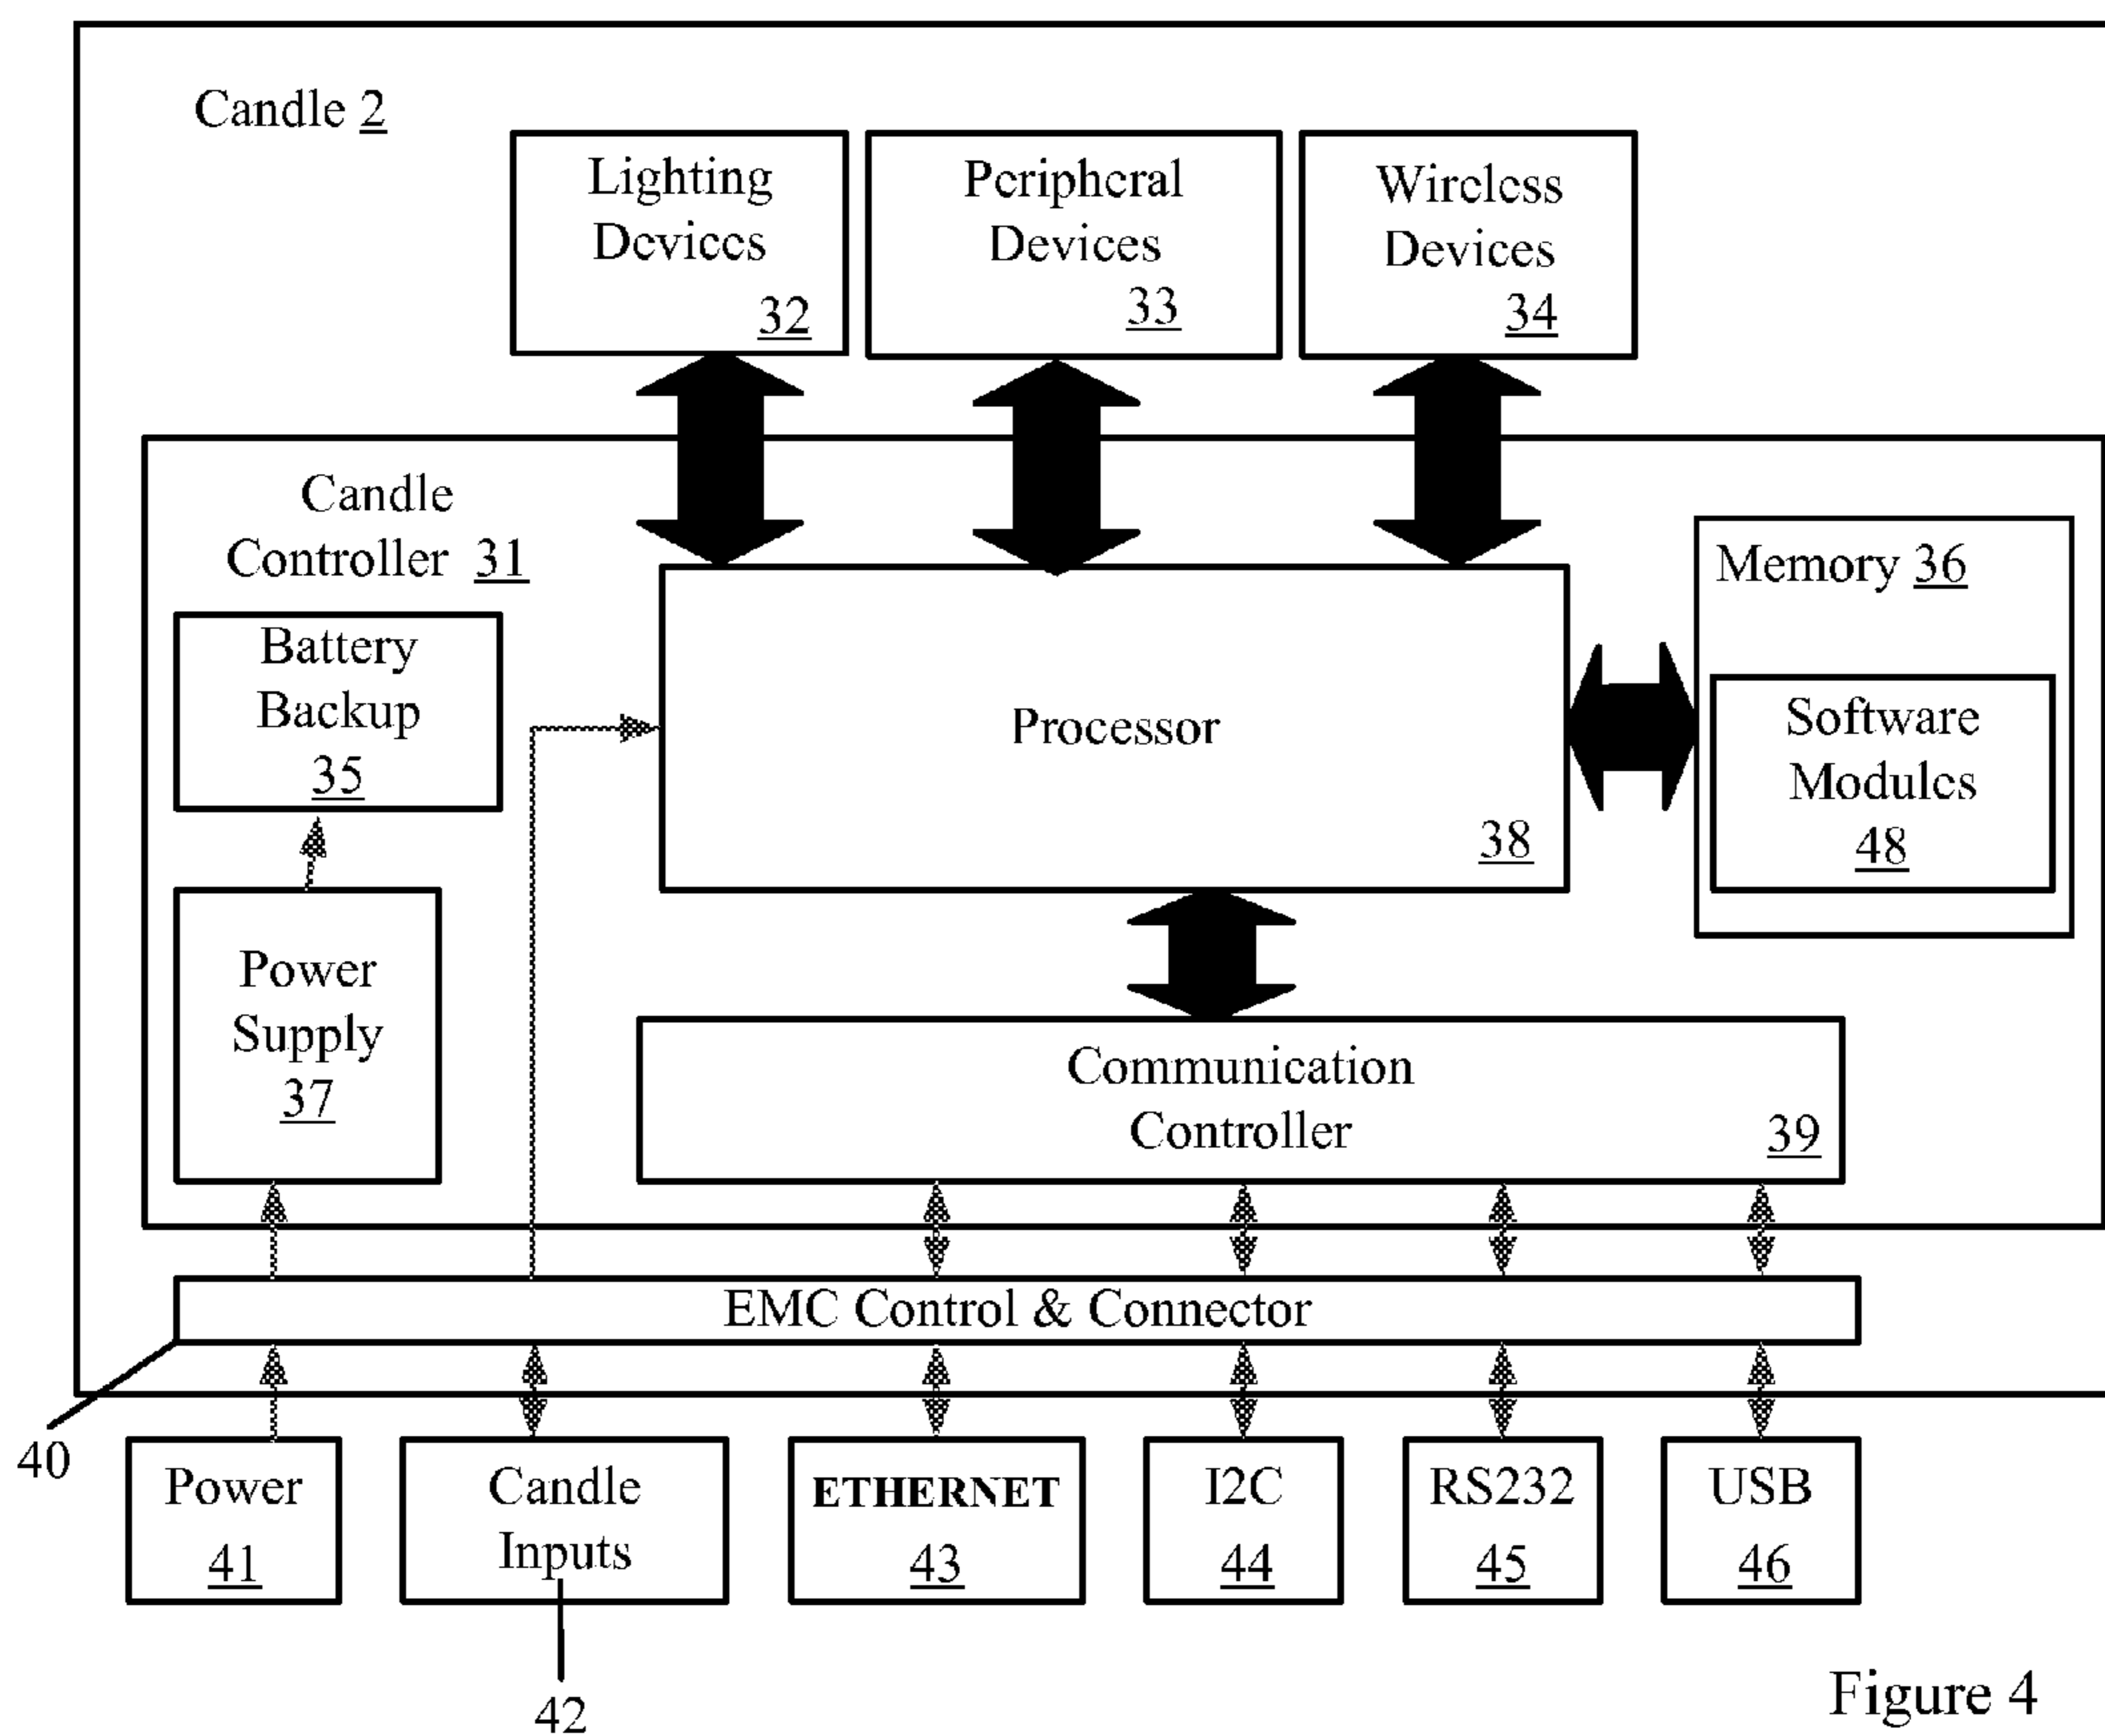 Candle 2
Lighting
Devices
32
Peripheral
Devices
33
Wireless
Devices
34
Candle
Controller 31
Battery
Backup
35
Processor
38
Memory 36
Software
Modules
48
Power
Supply
37
Communication
Controller
39
EMC Control & Connector
40
Power
41
Candle
Inputs
42
ETHERNET
43
I2C
44
RS232
45
USB
46
Figure 4